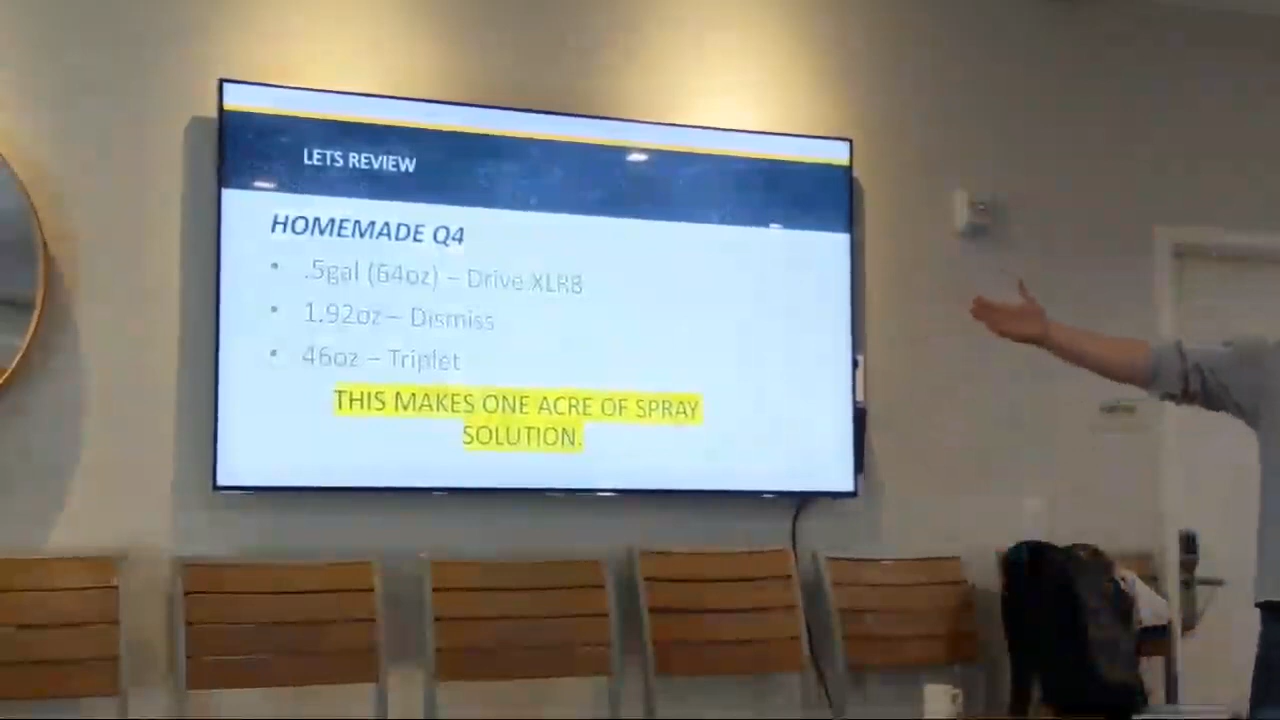 LETS REVIEW
HOMEMADE Q4
• .5gal (64oz) – Drive XLR8
• 1.92oz – Dismiss
• 46oz – Triplet
THIS MAKES ONE ACRE OF SPRAY
SOLUTION.